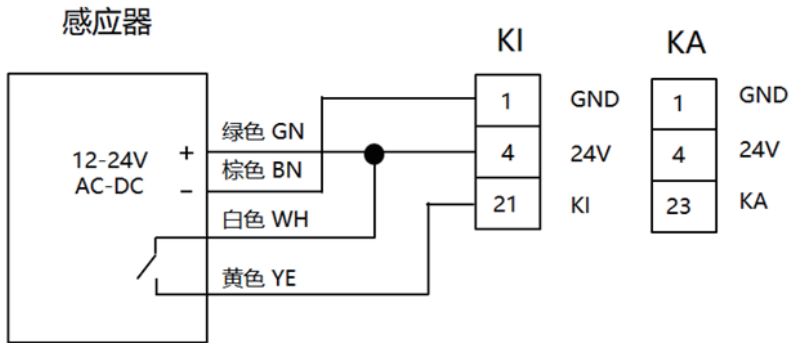 感应器
KI
KA
12-24V
AC-DC
+
−
绿色 GN
棕色 BN
白色 WH
黄色 YE
1 GND
4 24V
21 KI
1 GND
4 24V
23 KA